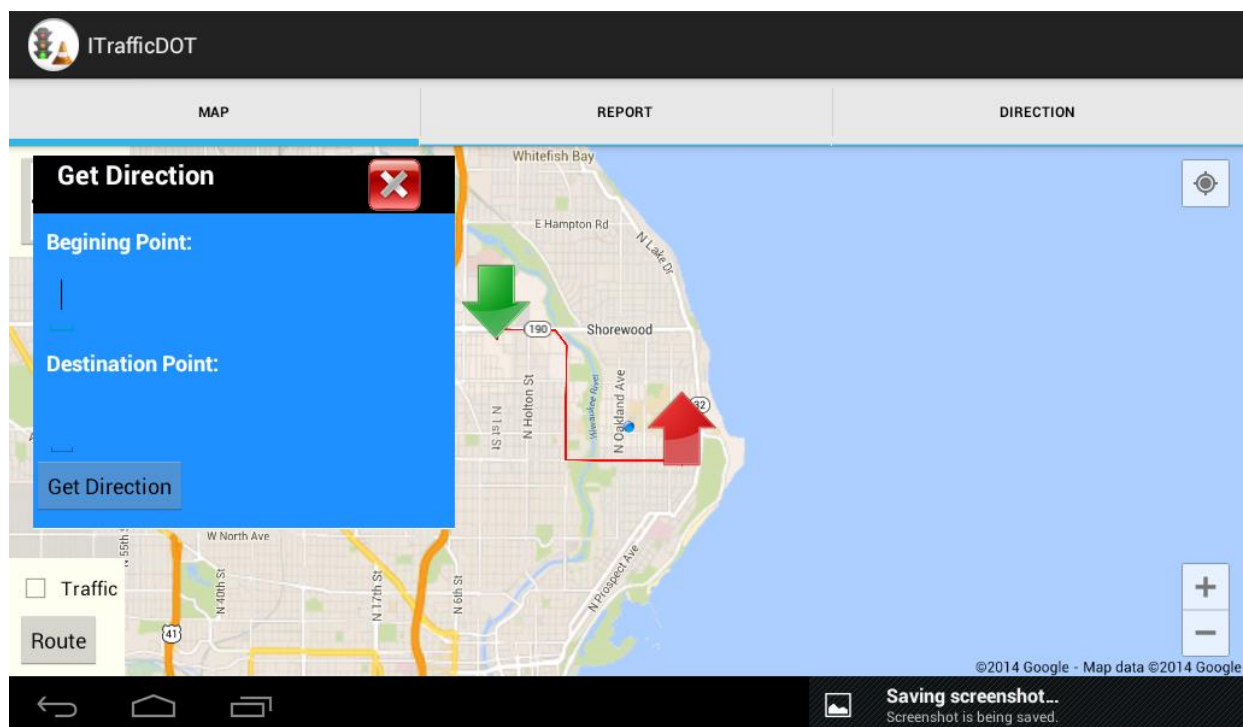 ITrafficDOT
MAP
REPORT
DIRECTION
Get Direction
Begining Point:
Destination Point:
Get Direction
Whitefish Bay
E Hampton Rd
N Lake Dr
190
Shorewood
N Holton St
N 1st St
Milwaukee River
N Oakland Ave
32
W North Ave
N 55th S
N 40th St
N 17th St
N 6th St
N Prospect Ave
41
Traffic
Route
+
−
©2014 Google - Map data ©2014 Google
Saving screenshot...
Screenshot is being saved.